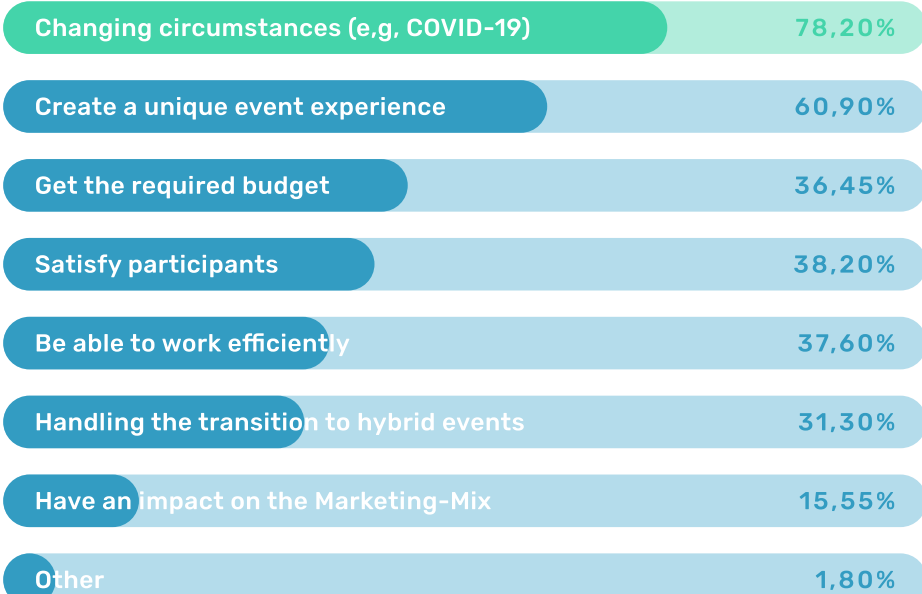 Changing circumstances (e,g, COVID-19) 78,20%
Create a unique event experience 60,90%
Get the required budget 36,45%
Satisfy participants 38,20%
Be able to work efficiently 37,60%
Handling the transition to hybrid events 31,30%
Have an impact on the Marketing-Mix 15,55%
Other 1,80%